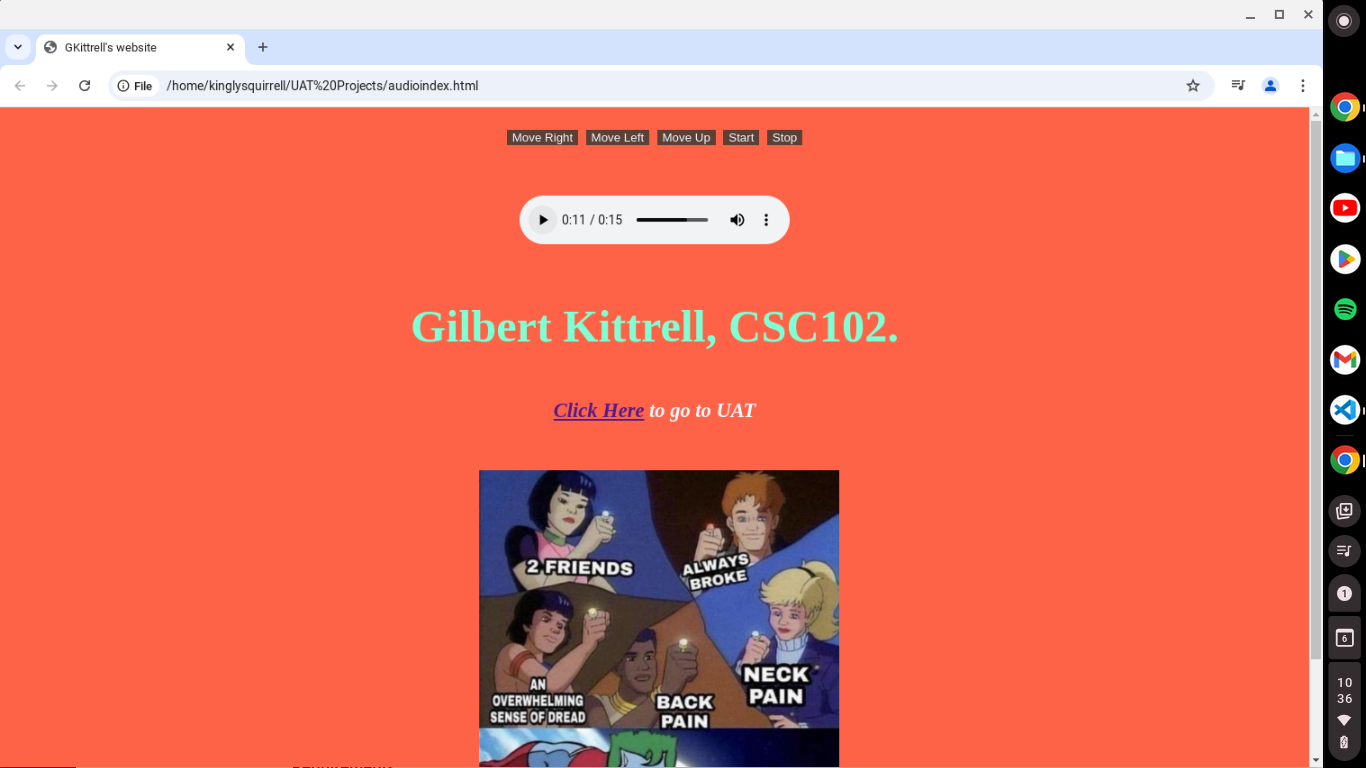 GKittrell's website
File
/home/kinglysquirrell/UAT%20Projects/audioindex.html
Move Right Move Left Move Up Start Stop
0:11 / 0:15
Gilbert Kittrell, CSC102.
Click Here to go to UAT
2 FRIENDS
ALWAYS
BROKE
NECK
PAIN
AN
OVERWHELMING
SENSE OF DREAD
BACK
PAIN
1
6
10
36